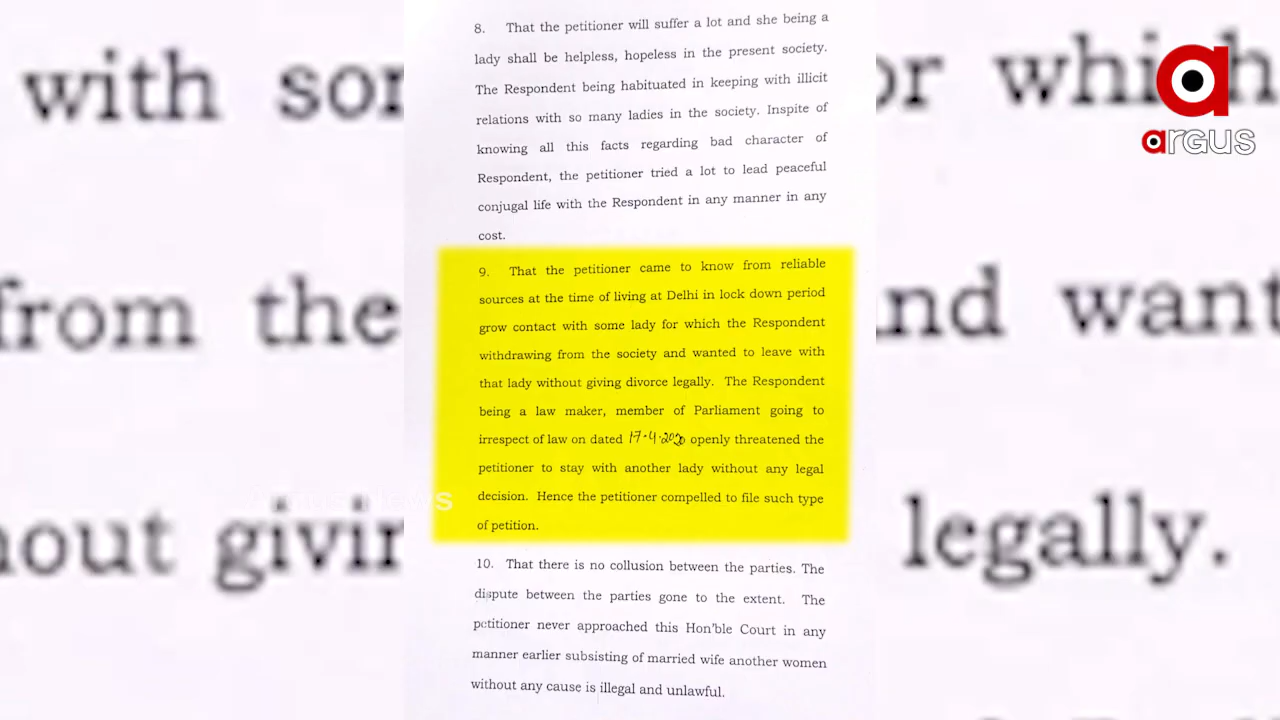 8. That the petitioner will suffer a lot and she being a
lady shall be helpless, hopeless in the present society.
The Respondent being habituated in keeping with illicit
relations with so many ladies in the society. Inspite of
knowing all this facts regarding bad character of
Respondent, the petitioner tried a lot to lead peaceful
conjugal life with the Respondent in any manner in any
cost.
9. That the petitioner came to know from reliable
sources at the time of living at Delhi in lock down period
grow contact with some lady for which the Respondent
withdrawing from the society and wanted to leave with
that lady without giving divorce legally. The Respondent
being a law maker, member of Parliament going to
irrespect of law on dated 17.4.2020 openly threatened the
petitioner to stay with another lady without any legal
decision. Hence the petitioner compelled to file such type
of petition.
10. That there is no collusion between the parties. The
dispute between the parties gone to the extent. The
petitioner never approached this Hon'ble Court in any
manner earlier subsisting of married wife another women
without any cause is illegal and unlawful.
with
from the
legally.
argus